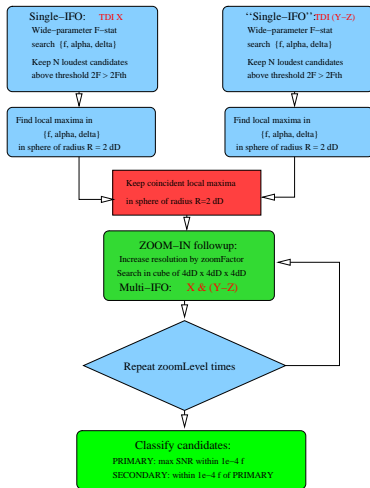 Single-IFO: TDI X
Wide-parameter F-stat
search {f, alpha, delta}
Keep N loudest candidates
above threshold 2F > 2Fth
"Single-IFO": TDI (Y-Z)
Wide-parameter F-stat
search {f, alpha, delta}
Keep N loudest candidates
above threshold 2F > 2Fth
Find local maxima in
{f, alpha, delta}
in sphere of radius R = 2 dD
Find local maxima in
{f, alpha, delta}
in sphere of radius R = 2 dD
Keep coincident local maxima
in sphere of radius R=2 dD
ZOOM-IN followup:
Increase resolution by zoomFactor
Search in cube of 4dD x 4dD x 4dD
Multi-IFO: X & (Y-Z)
Repeat zoomLevel times
Classify candidates:
PRIMARY: max SNR within 1e-4 f
SECONDARY: within 1e-4 f of PRIMARY